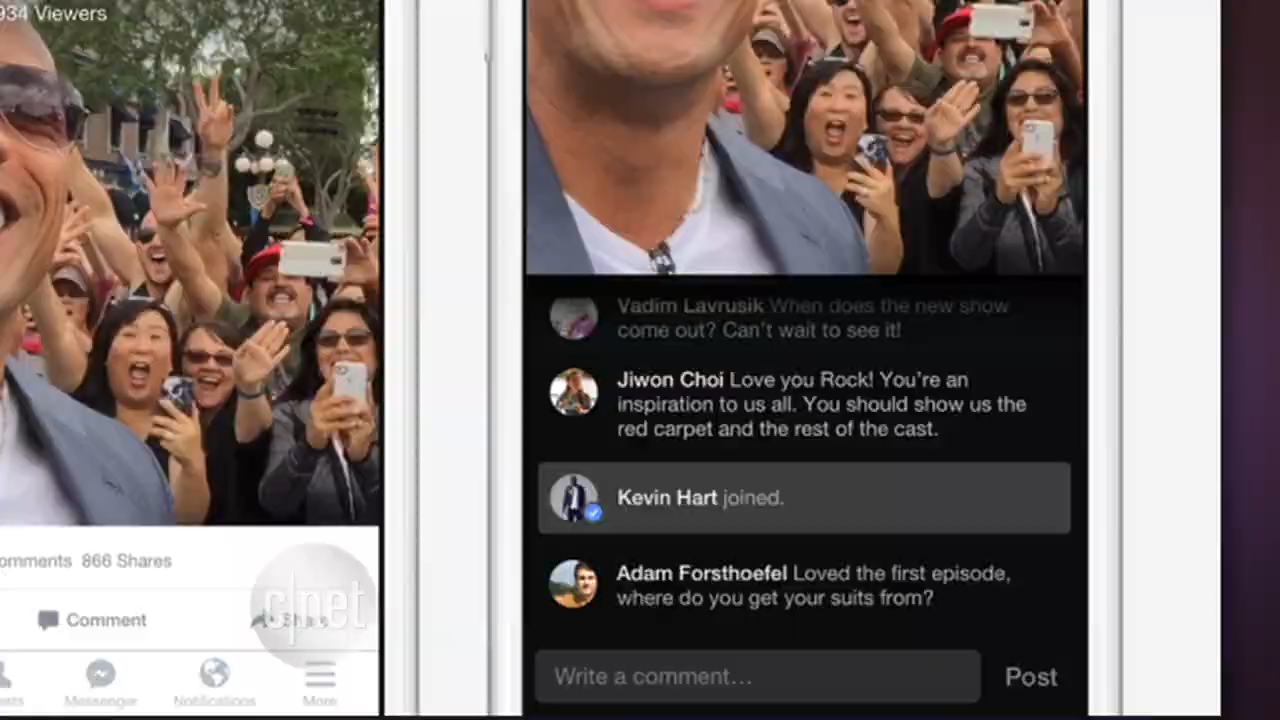 934 Viewers
omments 866 Shares
Comment
Share
c|net
ests
Messenger
Notifications
More
Vadim Lavrusik When does the new show
come out? Can't wait to see it!
Jiwon Choi Love you Rock! You're an
inspiration to us all. You should show us the
red carpet and the rest of the cast.
Kevin Hart joined.
Adam Forsthoefel Loved the first episode,
where do you get your suits from?
Write a comment...
Post